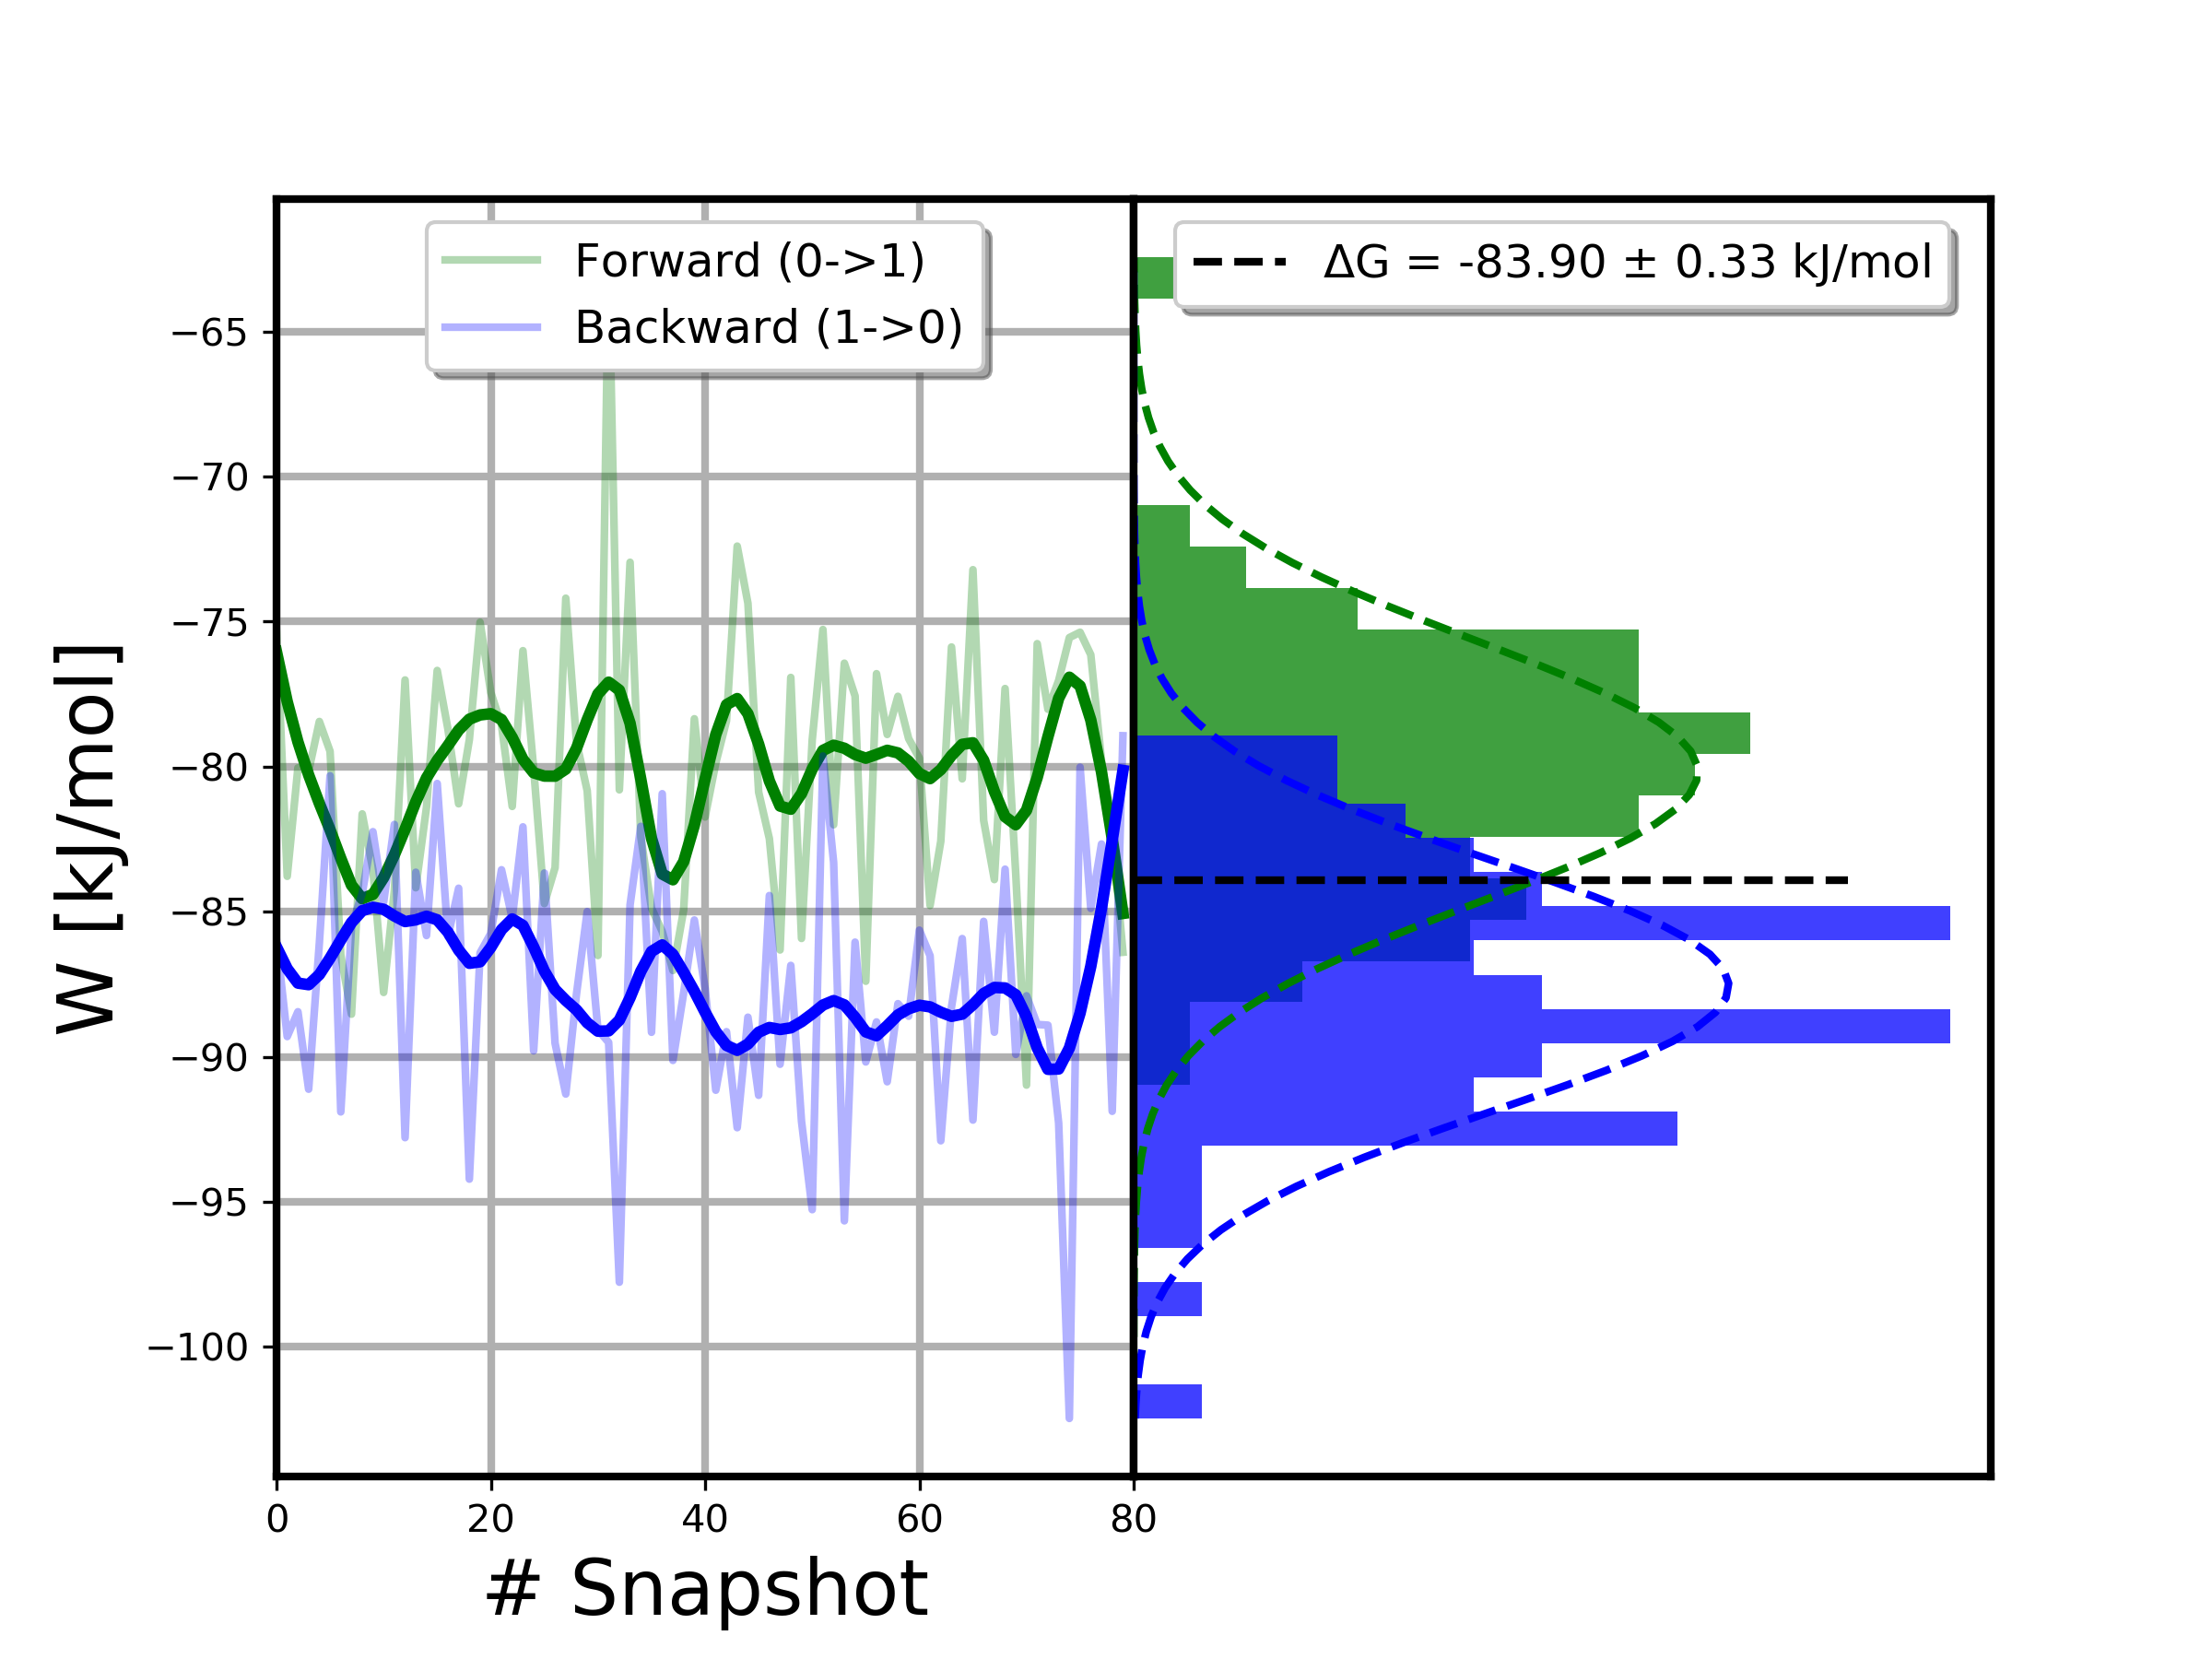 Forward (0->1)
Backward (1->0)
ΔG = -83.90 ± 0.33 kJ/mol
W [kJ/mol]
−65
−70
−75
−80
−85
−90
−95
−100
0 20 40 60 80
# Snapshot